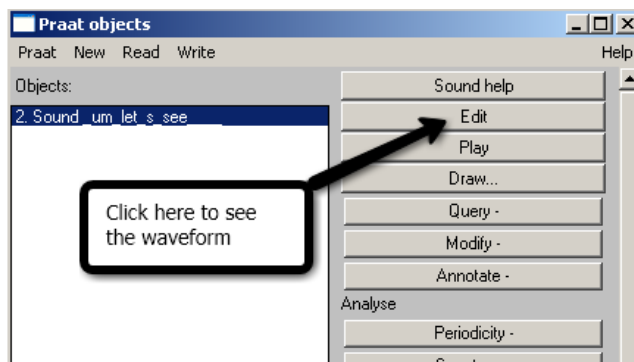 Praat objects
Praat New Read Write Help
Objects:
Sound help
2. Sound _um_let_s_see____
Edit
Play
Draw...
Click here to see
the waveform
Query -
Modify -
Annotate -
Analyse
Periodicity -